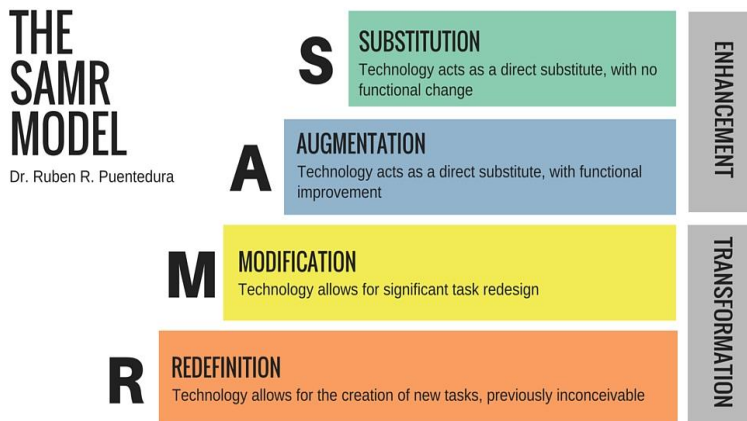 THE
SAMR
MODEL
Dr. Ruben R. Puentedura
S
SUBSTITUTION
Technology acts as a direct substitute, with no
functional change
A
AUGMENTATION
Technology acts as a direct substitute, with functional
improvement
ENHANCEMENT
M
MODIFICATION
Technology allows for significant task redesign
R
REDEFINITION
Technology allows for the creation of new tasks, previously inconceivable
TRANSFORMATION